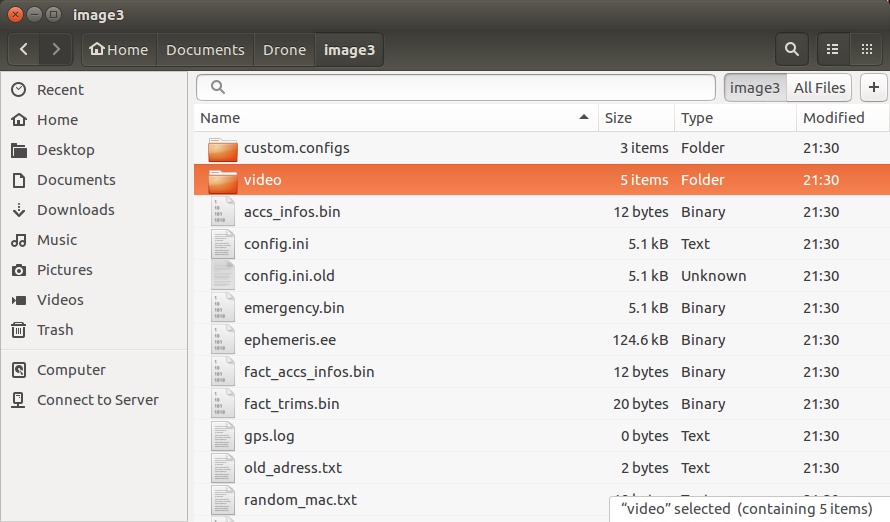 image3
Home Documents Drone image3
image3 All Files +
Recent
Home
Desktop
Documents
Downloads
Music
Pictures
Videos
Trash
Computer
Connect to Server
Name Size Type Modified
custom.configs 3 items Folder 21:30
video 5 items Folder 21:30
accs_infos.bin 12 bytes Binary 21:30
config.ini 5.1 kB Text 21:30
config.ini.old 5.1 kB Unknown 21:30
emergency.bin 5.1 kB Binary 21:30
ephemeris.ee 124.6 kB Binary 21:30
fact_accs_infos.bin 12 bytes Binary 21:30
fact_trims.bin 20 bytes Binary 21:30
gps.log 0 bytes Text 21:30
old_adress.txt 2 bytes Text 21:30
random_mac.txt
“video” selected (containing 5 items)